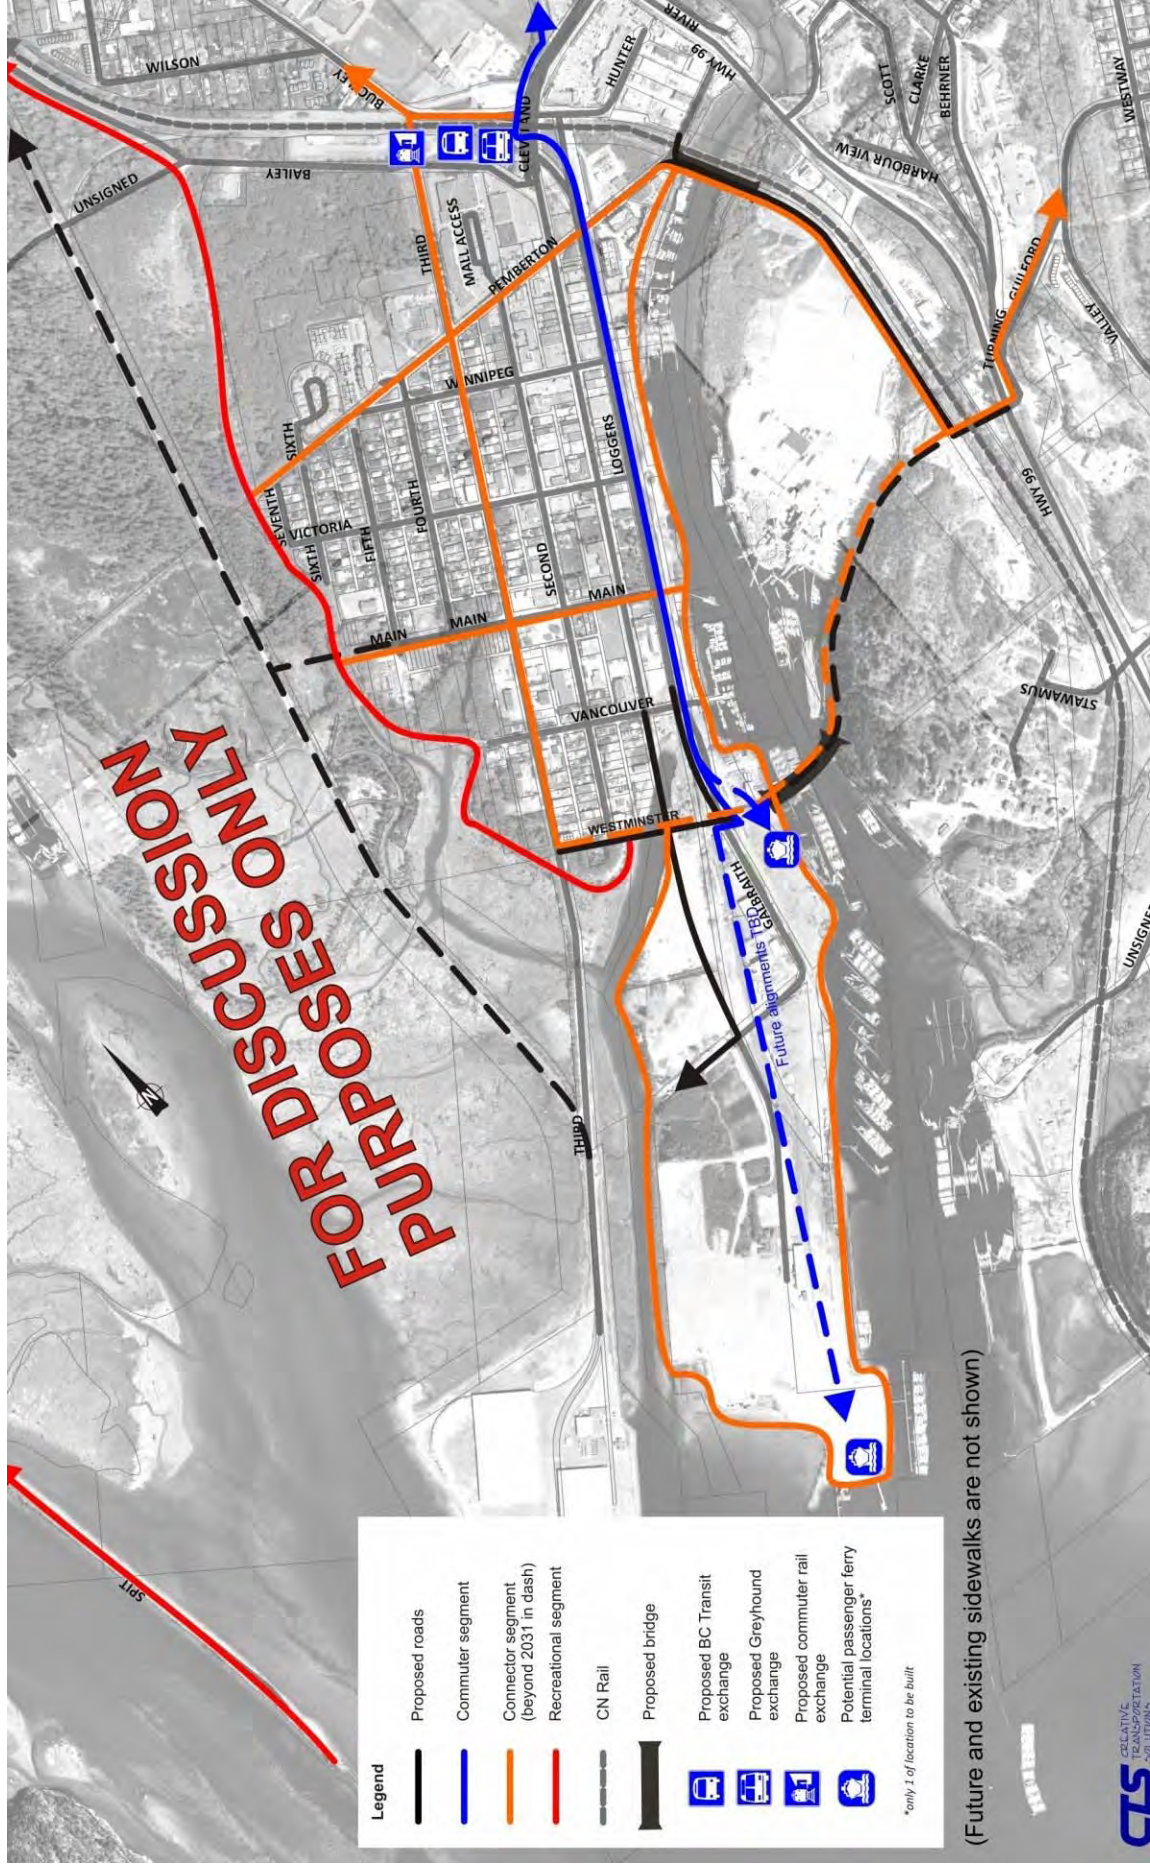 RIVER
HWY 99
HUNTER
WILSON
SCOTT
CLARKE
BEHRNER
WESTWAY
CLEVELAND
HARBOUR VIEW
BAILEY
UNSIGNED
MALL ACCESS
THIRD
PEMBERTON
GUILFORD
TURNING
VALLEY
WINNIPEG
SIXTH
LOGGERS
SEVENTH
VICTORIA
FOURTH
FIFTH
SIXTH
SECOND
HWY 99
MAIN
MAIN
MAIN
STAWAMUS
VANCOUVER
WESTMINSTER
GALBRAITH
UNSIGNED
Future alignments TBD
THIRD
N
FOR DISCUSSION
PURPOSES ONLY
SPIT
Legend
Proposed roads
Commuter segment
Connector segment
(beyond 2031 in dash)
Recreational segment
CN Rail
Proposed bridge
Proposed BC Transit
exchange
Proposed Greyhound
exchange
Proposed commuter rail
exchange
Potential passenger ferry
terminal locations*
*only 1 of location to be built
(Future and existing sidewalks are not shown)
CTS
CREATIVE
TRANSPORTATION
SOLUTIONS